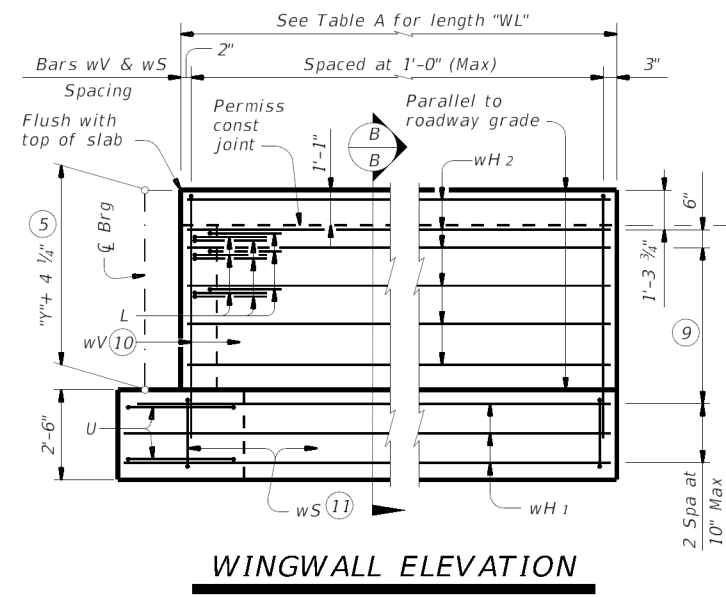 See Table A for length "WL"
2"
Bars wV & wS
Spacing
Spaced at 1'-0" (Max)
3"
Flush with
top of slab
Permiss
const
joint
Parallel to
roadway grade
B
B
1'-1"
wH 2
6"
1'-3 3/4"
5
"Y"+ 4 1/4"
℄ Brg
L
wV 10
9
2'-6"
U
wS 11
wH 1
2 Spa at
10" Max
WINGWALL ELEVATION